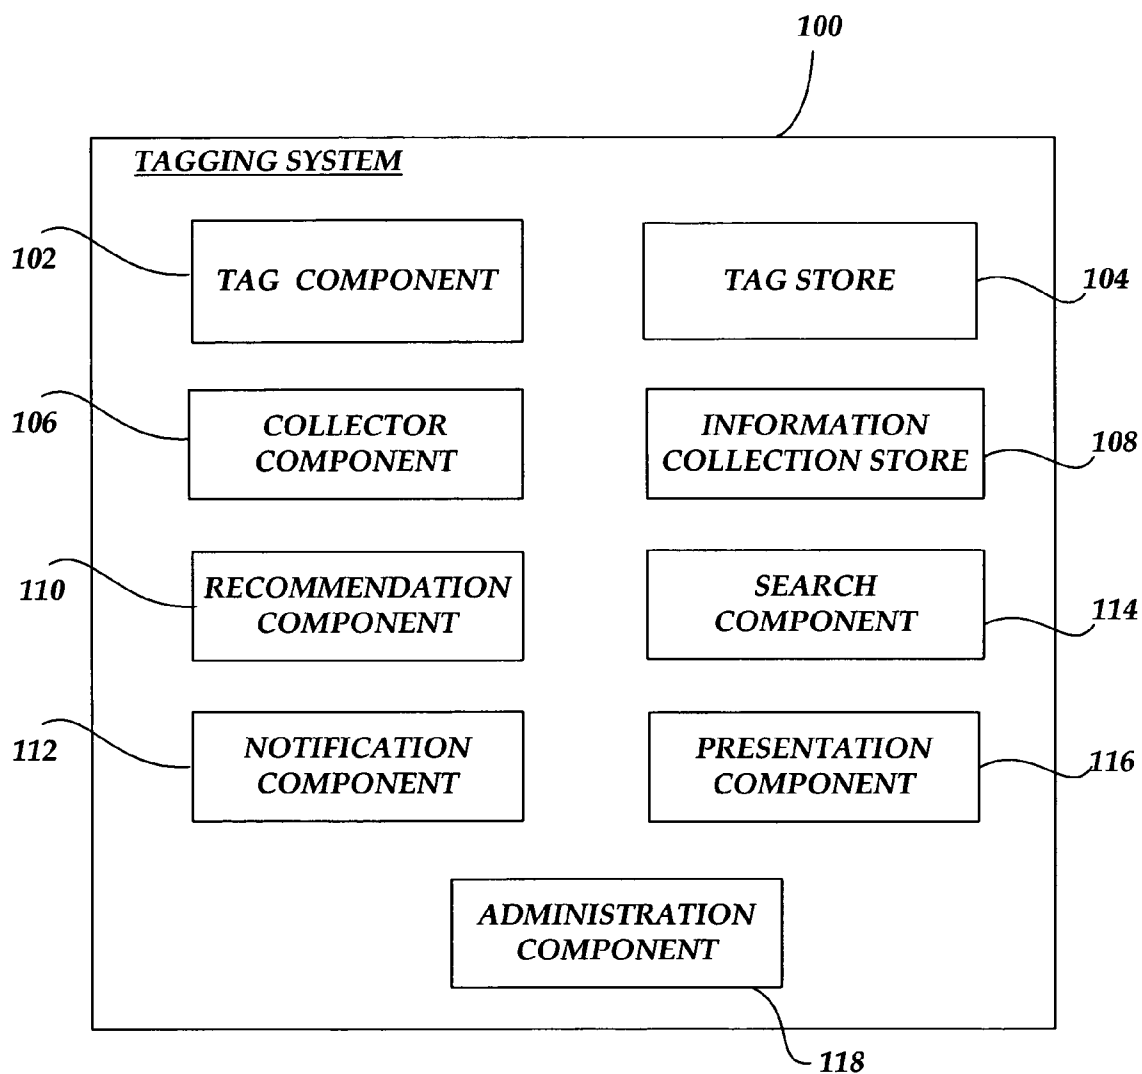 100
TAGGING SYSTEM
102
TAG COMPONENT
TAG STORE
104
106
COLLECTOR
COMPONENT
INFORMATION
COLLECTION STORE
108
110
RECOMMENDATION
COMPONENT
SEARCH
COMPONENT
114
112
NOTIFICATION
COMPONENT
PRESENTATION
COMPONENT
116
ADMINISTRATION
COMPONENT
118